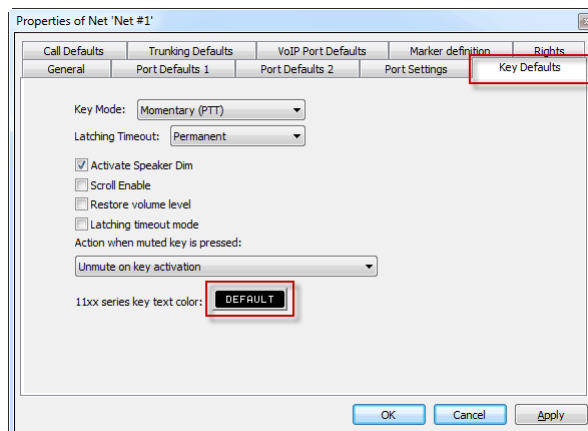 Properties of Net 'Net #1'
Call Defaults Trunking Defaults VoIP Port Defaults Marker definition Rights
General Port Defaults 1 Port Defaults 2 Port Settings Key Defaults
Key Mode: Momentary (PTT)
Latching Timeout: Permanent
Activate Speaker Dim
Scroll Enable
Restore volume level
Latching timeout mode
Action when muted key is pressed:
Unmute on key activation
11xx series key text color: DEFAULT
OK Cancel Apply